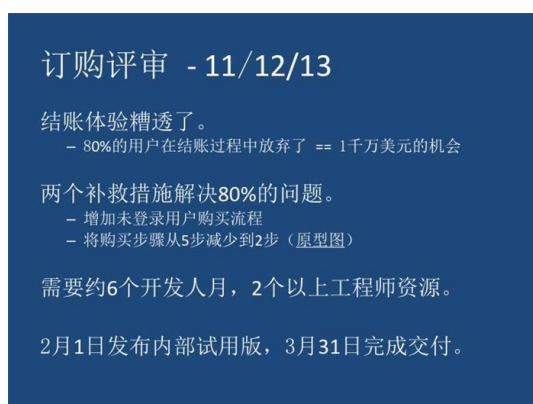 订购评审 - 11/12/13
结账体验糟透了。
– 80%的用户在结账过程中放弃了 == 1千万美元的机会
两个补救措施解决80%的问题。
– 增加未登录用户购买流程
– 将购买步骤从5步减少到2步（原型图）
需要约6个开发人月，2个以上工程师资源。
2月1日发布内部试用版，3月31日完成交付。